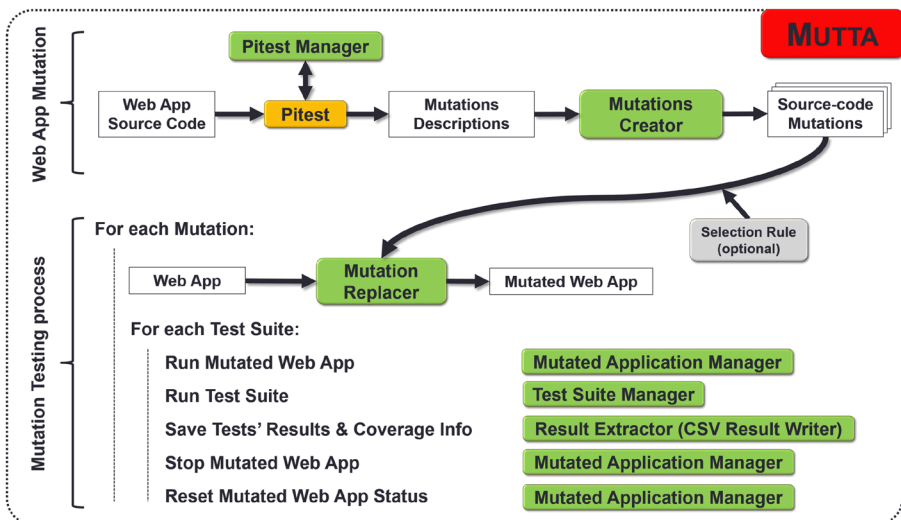 MUTTA
Web App Mutation
Pitest Manager
Web App
Source Code
Pitest
Mutations
Descriptions
Mutations
Creator
Source-code
Mutations
Selection Rule
(optional)
Mutation Testing process
For each Mutation:
Web App
Mutation
Replacer
Mutated Web App
For each Test Suite:
Run Mutated Web App
Mutated Application Manager
Run Test Suite
Test Suite Manager
Save Tests' Results & Coverage Info
Result Extractor (CSV Result Writer)
Stop Mutated Web App
Mutated Application Manager
Reset Mutated Web App Status
Mutated Application Manager